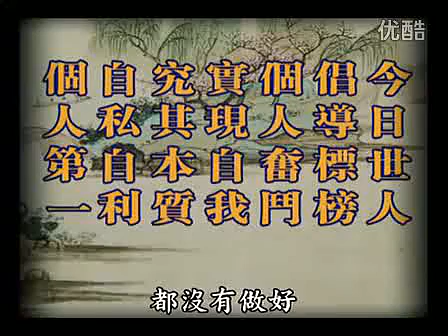 优酷
今日世人
倡導標榜
個人奮鬥
實現自我
究其本質
自私自利
個人第一
都沒有做好